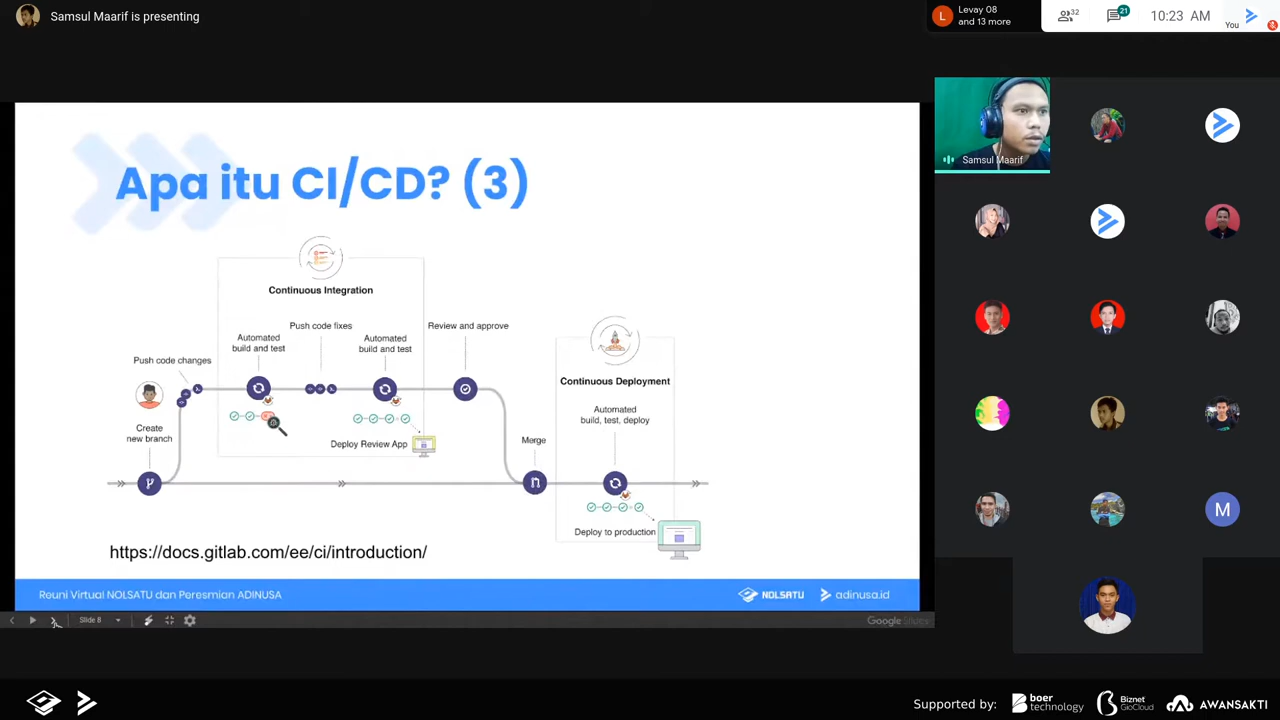 Samsul Maarif is presenting
L
Levay 08
and 13 more
32
21
10:23 AM
You
Apa itu CI/CD? (3)
Continuous Integration
Push code fixes
Automated
build and test
Automated
build and test
Review and approve
Push code changes
Continuous Deployment
Automated
build, test, deploy
Create
new branch
Deploy Review App
Merge
Deploy to production
https://docs.gitlab.com/ee/ci/introduction/
Reuni Virtual NOLSATU dan Peresmian ADINUSA
NOLSATU
adinusa.id
Slide 8
Google Slides
Samsul Maarif
M
Supported by:
boer
technology
Biznet
GioCloud
AWANSAKTI